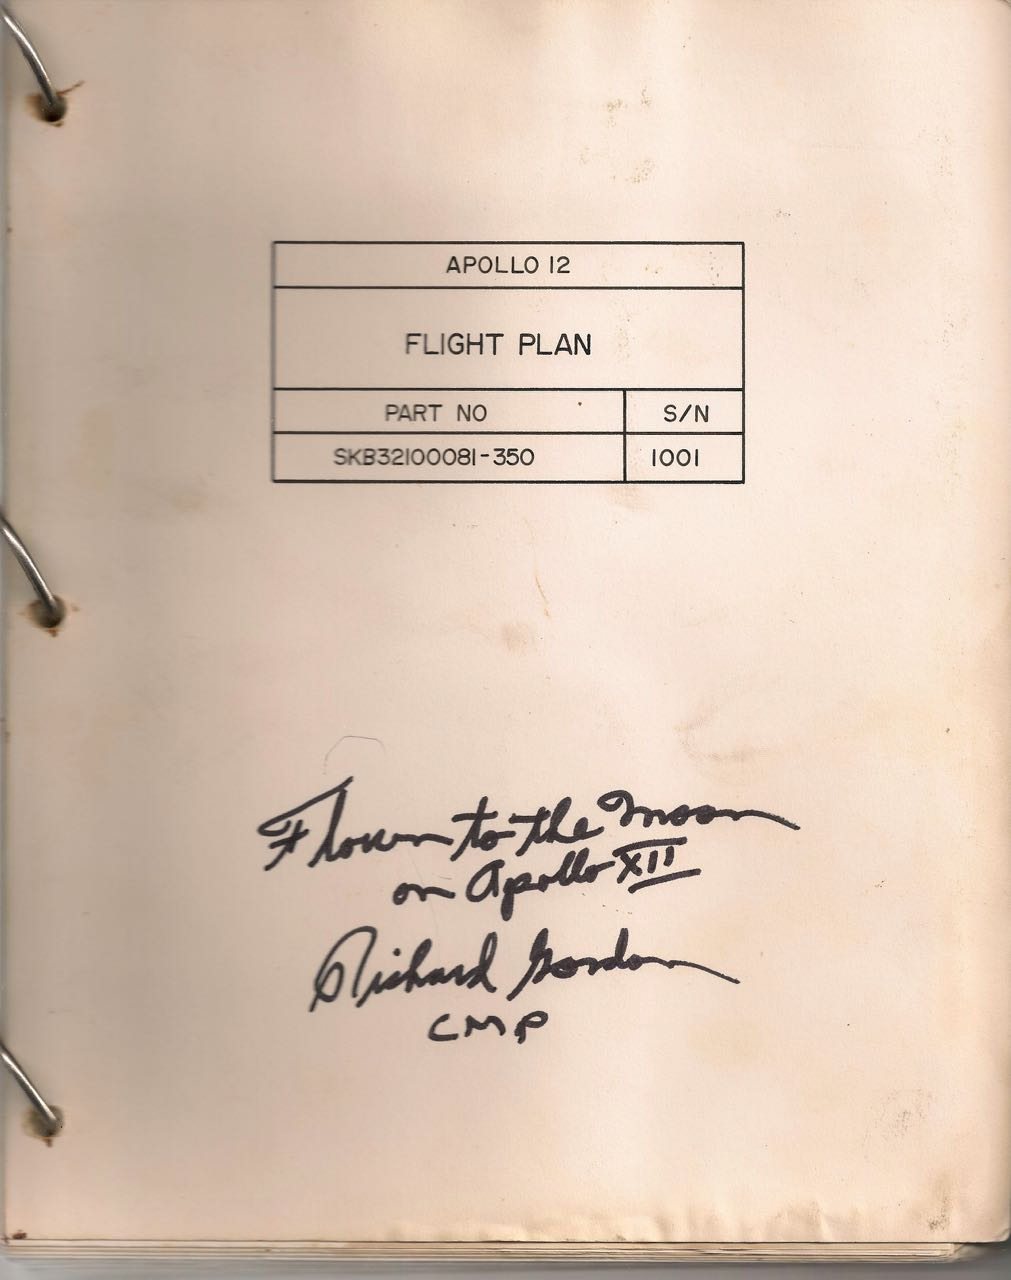 APOLLO 12
FLIGHT PLAN
PART NO S/N
SKB32100081-350 1001
Flown to the Moon
on Apollo XII
Richard Gordon
CMP